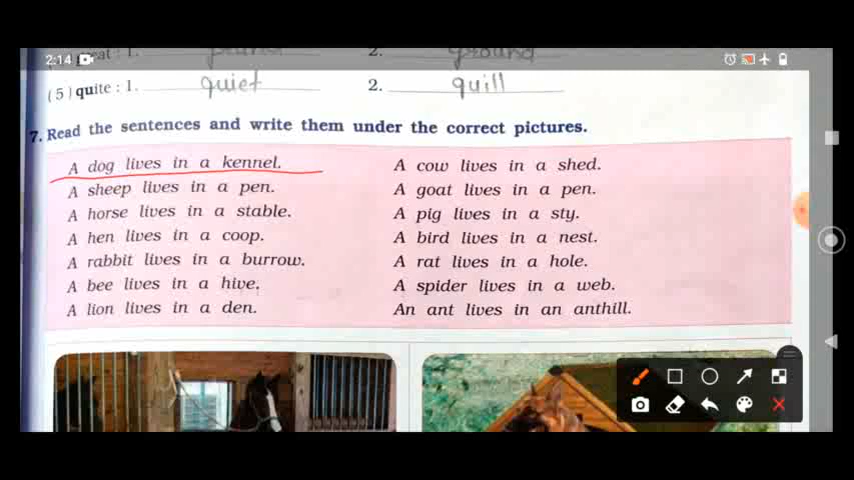 2:14
great : 1. 2. ground
( 5 ) quite : 1. quiet 2. quill
7. Read the sentences and write them under the correct pictures.
A dog lives in a kennel.
A sheep lives in a pen.
A horse lives in a stable.
A hen lives in a coop.
A rabbit lives in a burrow.
A bee lives in a hive.
A lion lives in a den.
A cow lives in a shed.
A goat lives in a pen.
A pig lives in a sty.
A bird lives in a nest.
A rat lives in a hole.
A spider lives in a web.
An ant lives in an anthill.